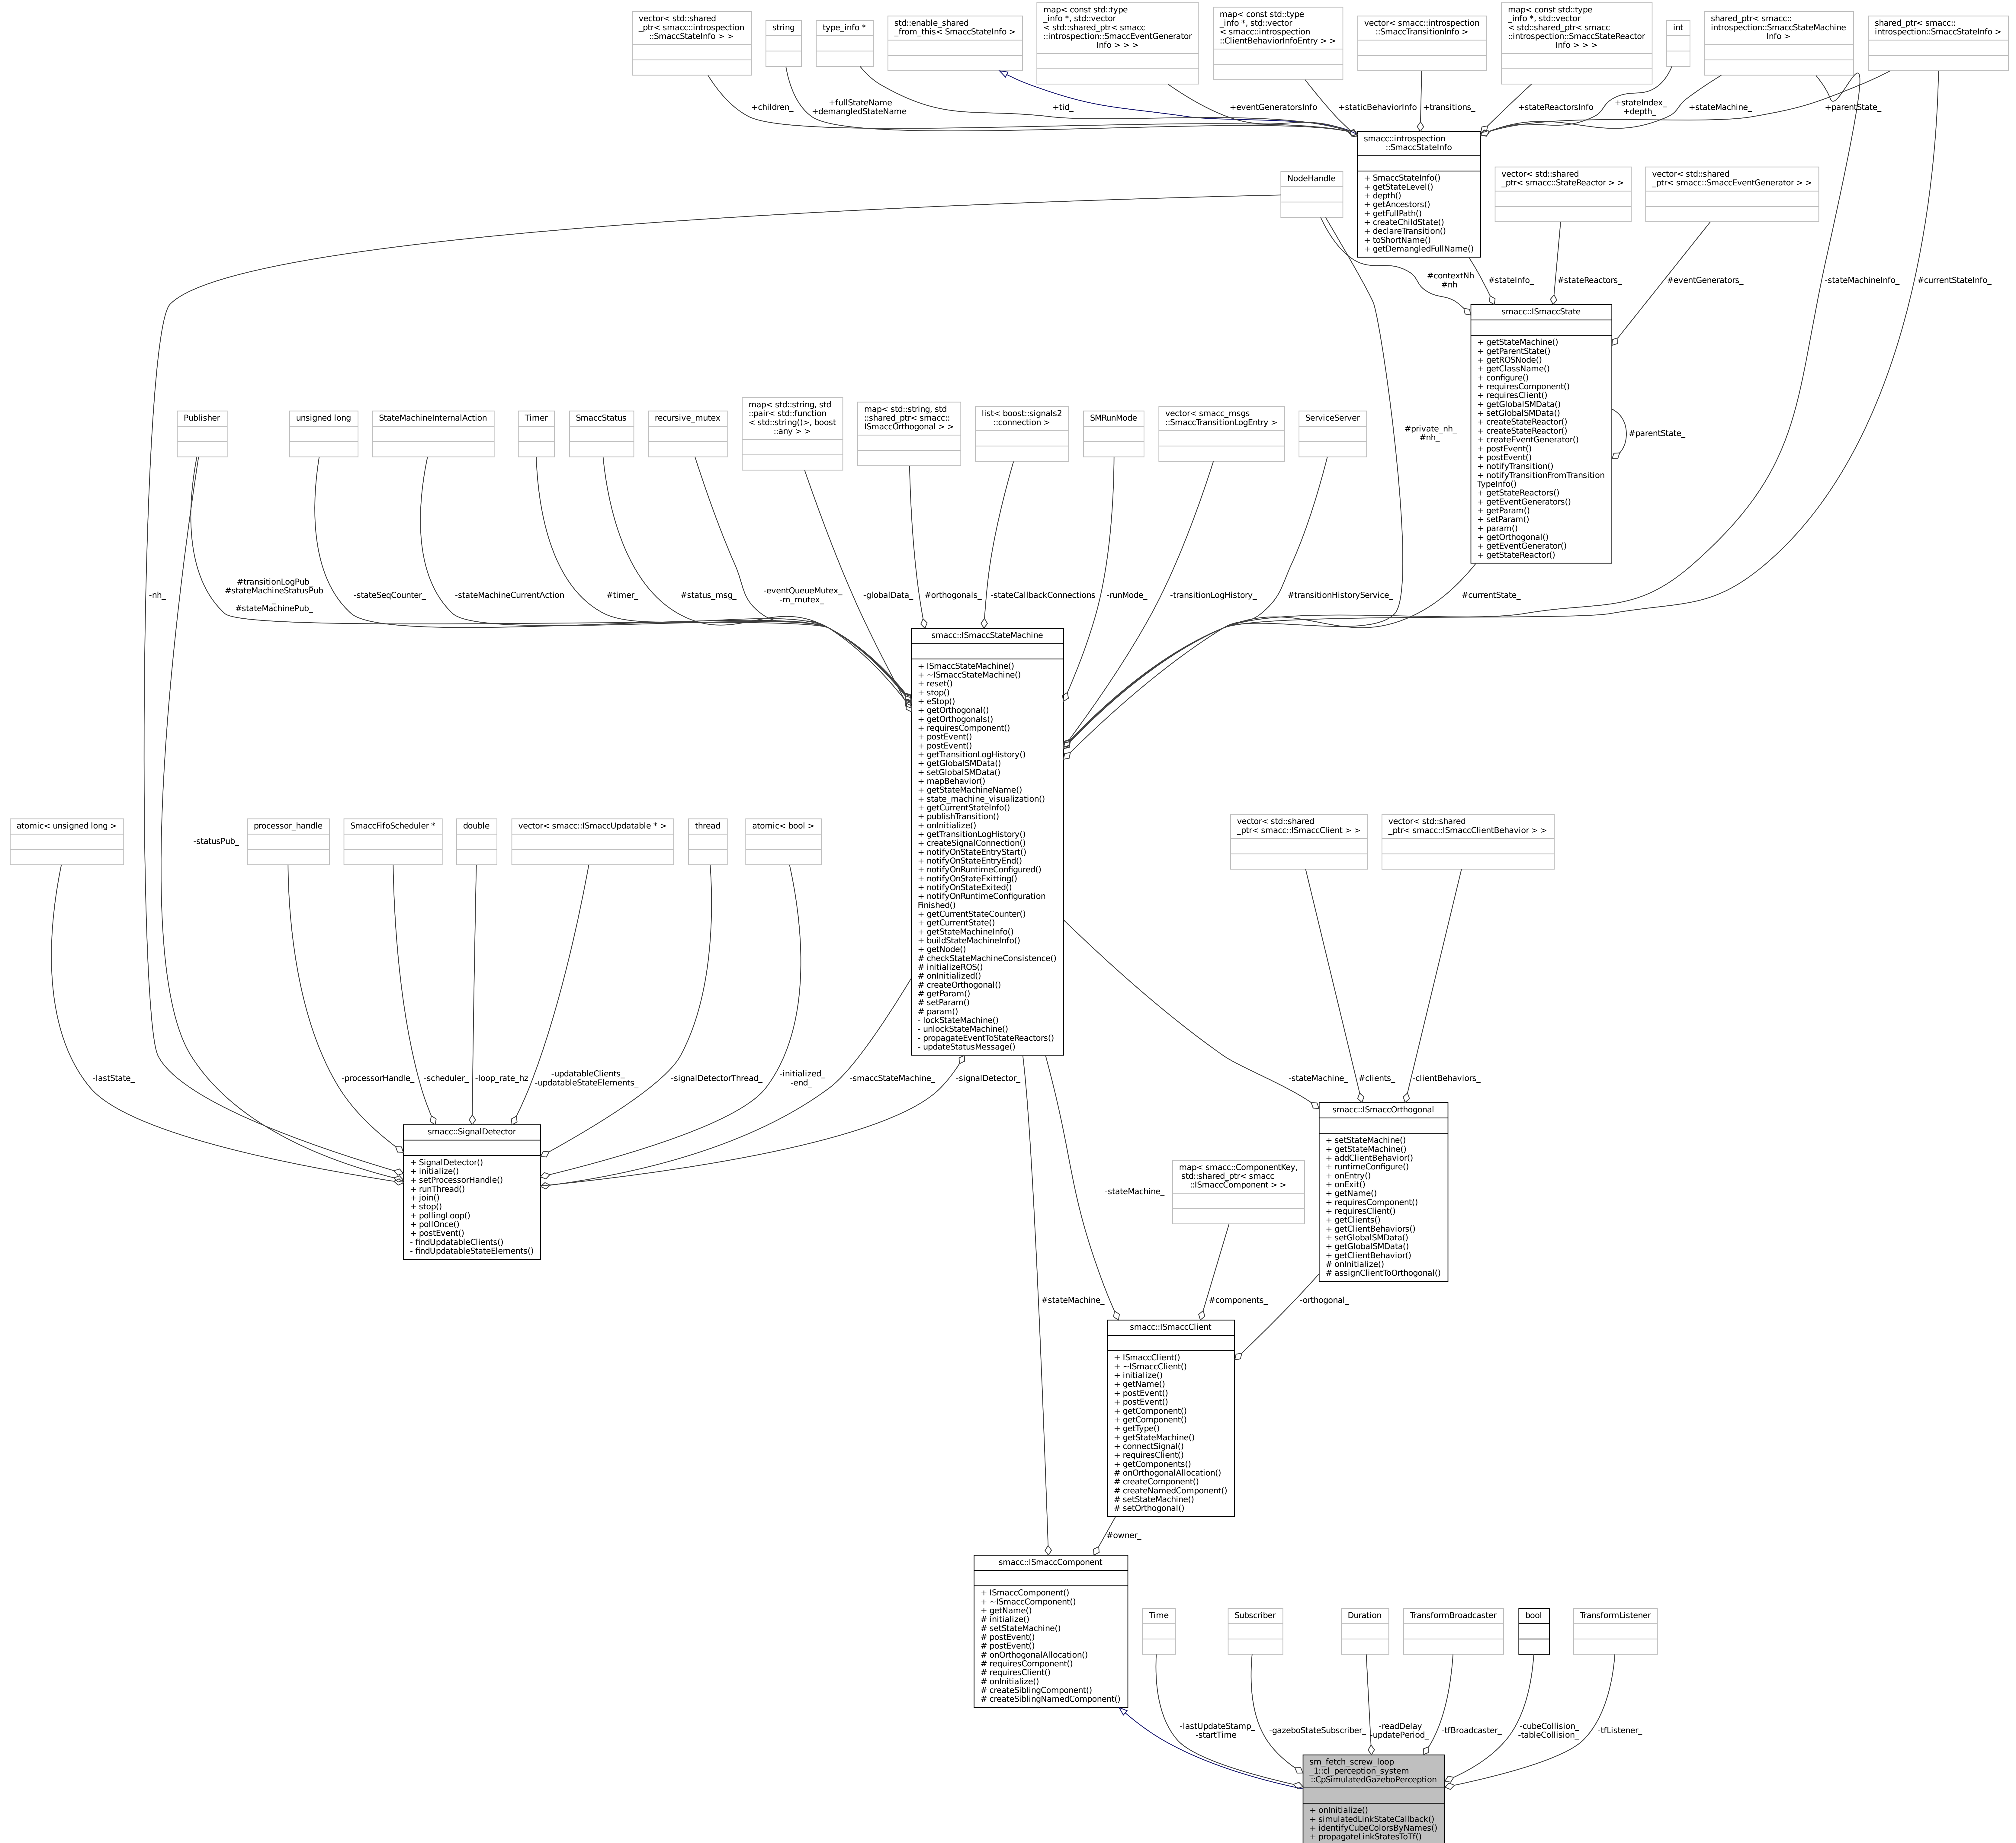 vector< std::shared
_ptr< smacc::introspection
::SmaccStateInfo > >
string
type_info *
std::enable_shared
_from_this< SmaccStateInfo >
map< const std::type
_info *, std::vector
< std::shared_ptr< smacc
::introspection::SmaccEventGenerator
Info > > >
map< const std::type
_info *, std::vector
< smacc::introspection
::ClientBehaviorInfoEntry > >
vector< smacc::introspection
::SmaccTransitionInfo >
map< const std::type
_info *, std::vector
< std::shared_ptr< smacc
::introspection::SmaccStateReactor
Info > > >
int
shared_ptr< smacc::
introspection::SmaccStateMachine
Info >
shared_ptr< smacc::
introspection::SmaccStateInfo >
+children_
+fullStateName
+demangledStateName
+tid_
+eventGeneratorsInfo
+staticBehaviorInfo
+transitions_
+stateReactorsInfo
+stateIndex_
+depth_
+stateMachine_
+parentState_
smacc::introspection
::SmaccStateInfo
+ SmaccStateInfo()
+ getStateLevel()
+ depth()
+ getAncestors()
+ getFullPath()
+ createChildState()
+ declareTransition()
+ toShortName()
+ getDemangledFullName()
NodeHandle
vector< std::shared
_ptr< smacc::StateReactor > >
vector< std::shared
_ptr< smacc::SmaccEventGenerator > >
#contextNh
#nh
#stateInfo_
#stateReactors_
#eventGenerators_
-stateMachineInfo_
#currentStateInfo_
smacc::ISmaccState
+ getStateMachine()
+ getParentState()
+ getROSNode()
+ getClassName()
+ configure()
+ requiresComponent()
+ requiresClient()
+ getGlobalSMData()
+ setGlobalSMData()
+ createStateReactor()
+ createStateReactor()
+ createEventGenerator()
+ postEvent()
+ postEvent()
+ notifyTransition()
+ notifyTransitionFromTransition
TypeInfo()
+ getStateReactors()
+ getEventGenerators()
+ getParam()
+ setParam()
+ param()
+ getOrthogonal()
+ getEventGenerator()
+ getStateReactor()
#parentState_
Publisher
unsigned long
StateMachineInternalAction
Timer
SmaccStatus
recursive_mutex
map< std::string, std
::pair< std::function
< std::string()>, boost
::any > >
map< std::string, std
::shared_ptr< smacc::
ISmaccOrthogonal > >
list< boost::signals2
::connection >
SMRunMode
vector< smacc_msgs
::SmaccTransitionLogEntry >
ServiceServer
#private_nh_
#nh_
-nh_
#transitionLogPub_
#stateMachineStatusPub
_
#stateMachinePub_
-stateSeqCounter_
-stateMachineCurrentAction
#timer_
#status_msg_
-eventQueueMutex_
-m_mutex_
-globalData_
#orthogonals_
-stateCallbackConnections
-runMode_
-transitionLogHistory_
#transitionHistoryService_
#currentState_
smacc::ISmaccStateMachine
+ ISmaccStateMachine()
+ ~ISmaccStateMachine()
+ reset()
+ stop()
+ eStop()
+ getOrthogonal()
+ getOrthogonals()
+ requiresComponent()
+ postEvent()
+ postEvent()
+ getTransitionLogHistory()
+ getGlobalSMData()
+ setGlobalSMData()
+ mapBehavior()
+ getStateMachineName()
+ state_machine_visualization()
+ getCurrentStateInfo()
+ publishTransition()
+ onInitialize()
+ getTransitionLogHistory()
+ createSignalConnection()
+ notifyOnStateEntryStart()
+ notifyOnStateEntryEnd()
+ notifyOnRuntimeConfigured()
+ notifyOnStateExitting()
+ notifyOnStateExited()
+ notifyOnRuntimeConfiguration
Finished()
+ getCurrentStateCounter()
+ getCurrentState()
+ getStateMachineInfo()
+ buildStateMachineInfo()
+ getNode()
# checkStateMachineConsistence()
# initializeROS()
# onInitialized()
# createOrthogonal()
# getParam()
# setParam()
# param()
- lockStateMachine()
- unlockStateMachine()
- propagateEventToStateReactors()
- updateStatusMessage()
atomic< unsigned long >
-statusPub_
processor_handle
SmaccFifoScheduler *
double
vector< smacc::ISmaccUpdatable * >
thread
atomic< bool >
vector< std::shared
_ptr< smacc::ISmaccClient > >
vector< std::shared
_ptr< smacc::ISmaccClientBehavior > >
-lastState_
-processorHandle_
-scheduler_
-loop_rate_hz
-updatableClients_
-updatableStateElements_
-signalDetectorThread_
-initialized_
-end_
-smaccStateMachine_
-signalDetector_
-stateMachine_
#clients_
-clientBehaviors_
smacc::SignalDetector
+ SignalDetector()
+ initialize()
+ setProcessorHandle()
+ runThread()
+ join()
+ stop()
+ pollingLoop()
+ pollOnce()
+ postEvent()
- findUpdatableClients()
- findUpdatableStateElements()
smacc::ISmaccOrthogonal
+ setStateMachine()
+ getStateMachine()
+ addClientBehavior()
+ runtimeConfigure()
+ onEntry()
+ onExit()
+ getName()
+ requiresComponent()
+ requiresClient()
+ getClients()
+ getClientBehaviors()
+ setGlobalSMData()
+ getGlobalSMData()
+ getClientBehavior()
# onInitialize()
# assignClientToOrthogonal()
map< smacc::ComponentKey,
std::shared_ptr< smacc
::ISmaccComponent > >
-stateMachine_
#stateMachine_
#components_
-orthogonal_
smacc::ISmaccClient
+ ISmaccClient()
+ ~ISmaccClient()
+ initialize()
+ getName()
+ postEvent()
+ postEvent()
+ getComponent()
+ getComponent()
+ getType()
+ getStateMachine()
+ connectSignal()
+ requiresClient()
+ getComponents()
# onOrthogonalAllocation()
# createComponent()
# createNamedComponent()
# setStateMachine()
# setOrthogonal()
#owner_
smacc::ISmaccComponent
+ ISmaccComponent()
+ ~ISmaccComponent()
+ getName()
# initialize()
# setStateMachine()
# postEvent()
# postEvent()
# onOrthogonalAllocation()
# requiresComponent()
# requiresClient()
# onInitialize()
# createSiblingComponent()
# createSiblingNamedComponent()
Time
Subscriber
Duration
TransformBroadcaster
bool
TransformListener
-lastUpdateStamp_
-startTime
-gazeboStateSubscriber_
-readDelay
-updatePeriod_
-tfBroadcaster_
-cubeCollision_
-tableCollision_
-tfListener_
sm_fetch_screw_loop
_1::cl_perception_system
::CpSimulatedGazeboPerception
+ onInitialize()
+ simulatedLinkStateCallback()
+ identifyCubeColorsByNames()
+ propagateLinkStatesToTf()